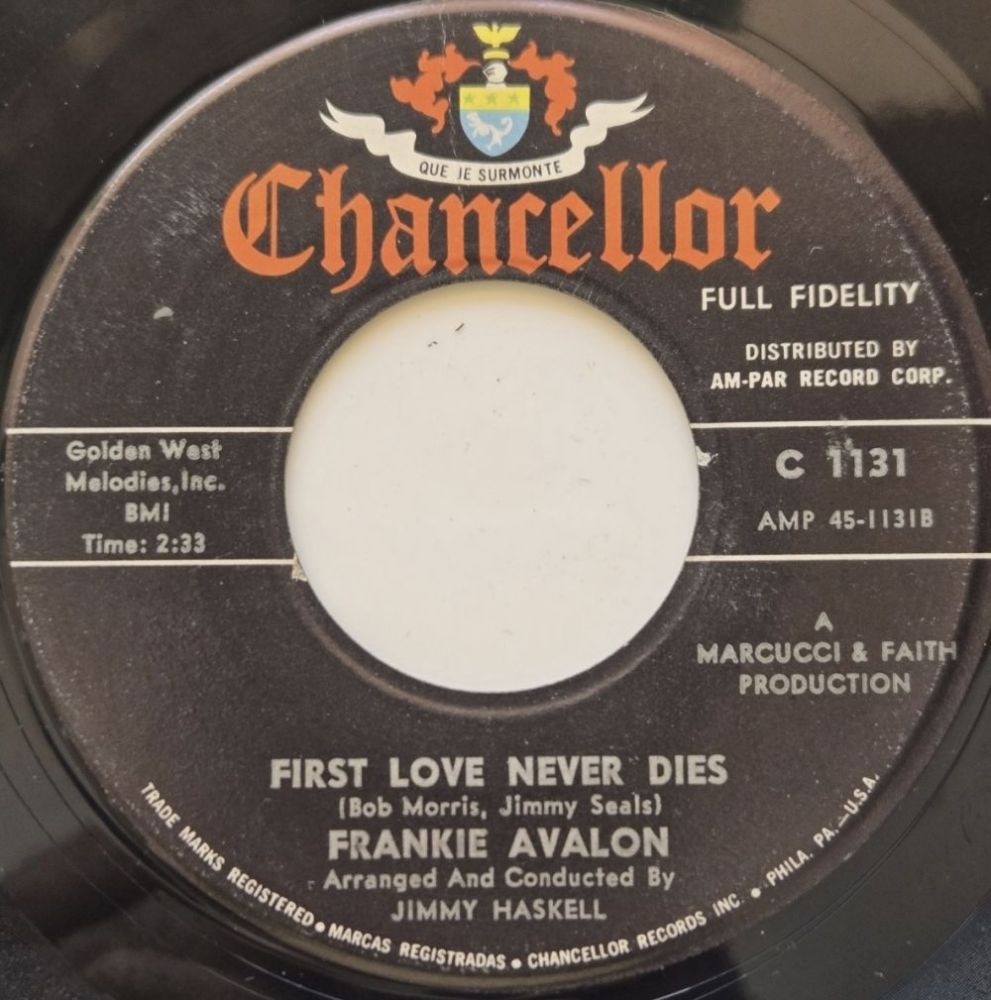 QUE JE SURMONTE
Chancellor
FULL FIDELITY
DISTRIBUTED BY
AM-PAR RECORD CORP.
Golden West
Melodies,Inc.
BMI
Time: 2:33
C 1131
AMP 45-1131B
A
MARCUCCI & FAITH
PRODUCTION
FIRST LOVE NEVER DIES
(Bob Morris, Jimmy Seals)
FRANKIE AVALON
Arranged And Conducted By
JIMMY HASKELL
TRADE MARKS REGISTERED • MARCAS REGISTRADAS • CHANCELLOR RECORDS INC. • PHILA. PA.—U.S.A.